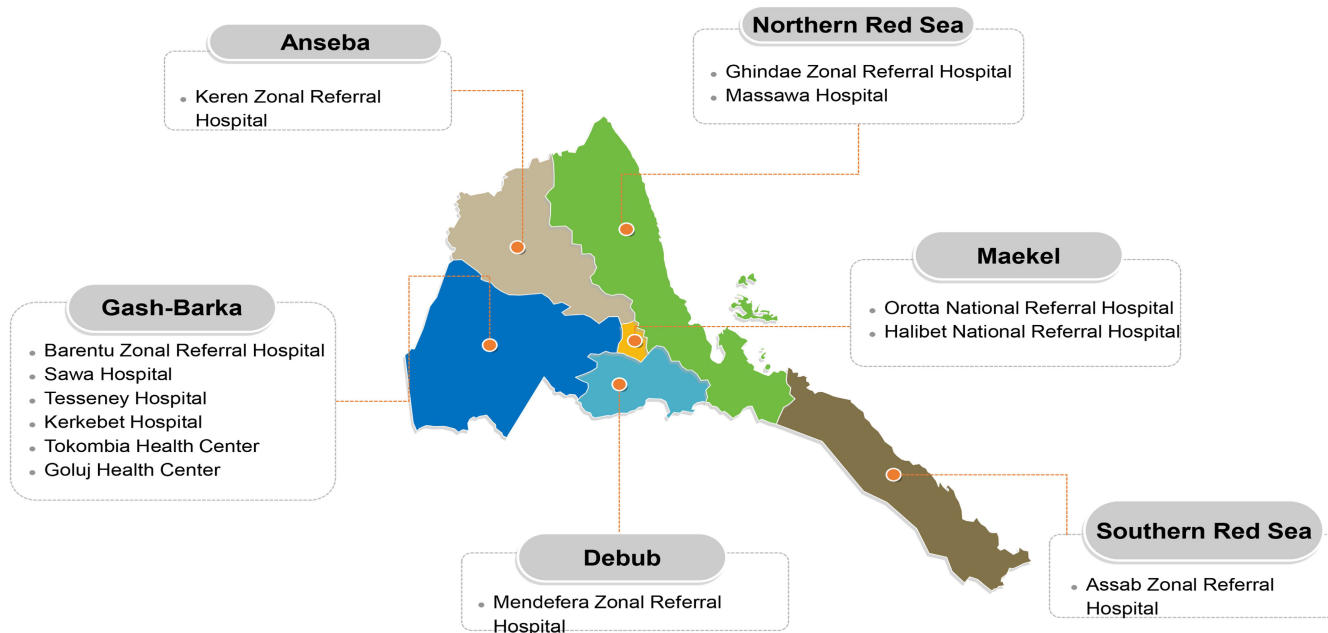 Northern Red Sea
Ghindae Zonal Referral Hospital
Massawa Hospital
Anseba
Keren Zonal Referral
Hospital
Maekel
Orotta National Referral Hospital
Halibet National Referral Hospital
Gash-Barka
Barentu Zonal Referral Hospital
Sawa Hospital
Tesseney Hospital
Kerkebet Hospital
Tokombia Health Center
Goluj Health Center
Southern Red Sea
Assab Zonal Referral
Hospital
Debub
Mendefera Zonal Referral
Hospital